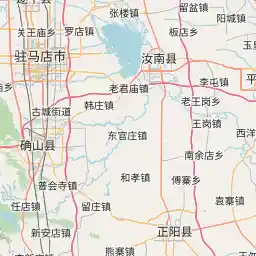 张楼镇
留盆镇
阳城镇
关王庙乡
罗店镇
板店乡
驻马店市
汝南县
老君庙镇
李屯镇
韩庄镇
老王岗乡
古城街道
王岗镇
东官庄镇
确山县
南余店乡
和孝镇
傅寨乡
普会寺镇
袁寨镇
任店镇
留庄镇
新安店镇
正阳县
熊寨镇